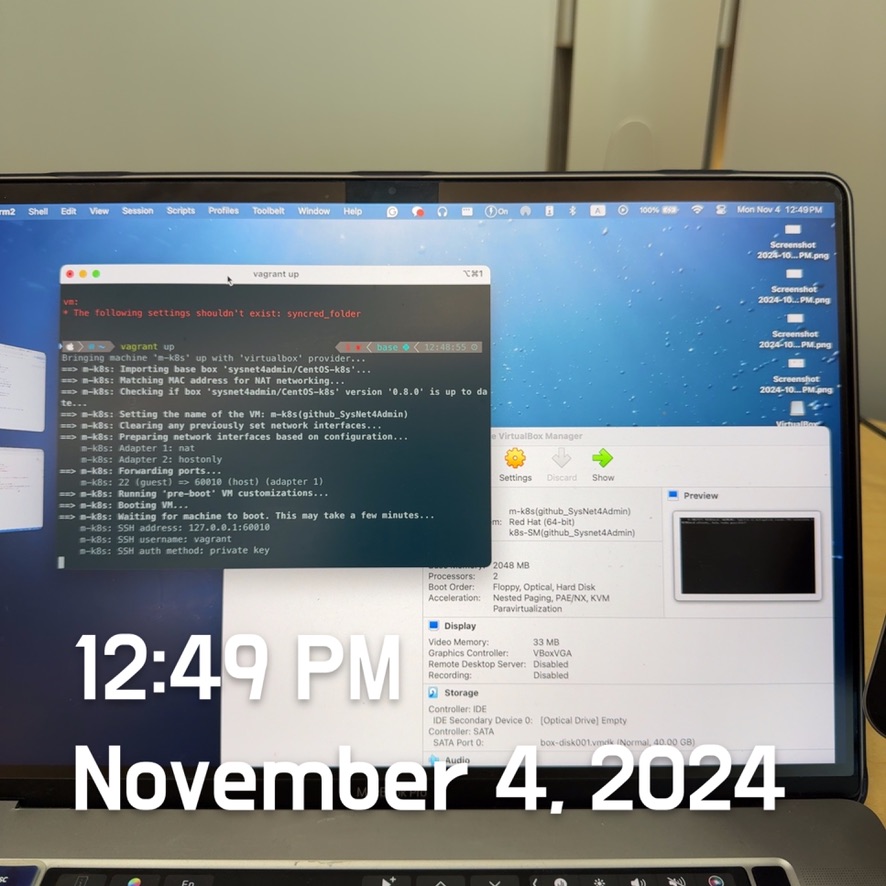 Shell Edit View Session Scripts Profiles Toolbelt Window Help On A 100% Mon Nov 4 12:49 PM
Screenshot
2024-10...PM.png
Screenshot
2024-10...PM.png
Screenshot
2024-10...PM.png
Screenshot
2024-10...PM.png
VirtualBox
vagrant up ⌥⌘1
vm:
* The following settings shouldn't exist: syncred_folder
~ vagrant up base 12:48:55
Bringing machine 'm-k8s' up with 'virtualbox' provider...
==> m-k8s: Importing base box 'sysnet4admin/CentOS-k8s'...
==> m-k8s: Matching MAC address for NAT networking...
==> m-k8s: Checking if box 'sysnet4admin/CentOS-k8s' version '0.8.0' is up to da
te...
==> m-k8s: Setting the name of the VM: m-k8s(github_SysNet4Admin)
==> m-k8s: Clearing any previously set network interfaces...
==> m-k8s: Preparing network interfaces based on configuration...
m-k8s: Adapter 1: nat
m-k8s: Adapter 2: hostonly
==> m-k8s: Forwarding ports...
m-k8s: 22 (guest) => 60010 (host) (adapter 1)
==> m-k8s: Running 'pre-boot' VM customizations...
==> m-k8s: Booting VM...
==> m-k8s: Waiting for machine to boot. This may take a few minutes...
m-k8s: SSH address: 127.0.0.1:60010
m-k8s: SSH username: vagrant
m-k8s: SSH auth method: private key
VirtualBox Manager
Settings Discard Show
m-k8s(github_SysNet4Admin)
Red Hat (64-bit)
k8s-SM(github_SysNet4Admin)
Preview
2048 MB
Processors: 2
Boot Order: Floppy, Optical, Hard Disk
Acceleration: Nested Paging, PAE/NX, KVM
Paravirtualization
Display
Video Memory: 33 MB
Graphics Controller: VBoxVGA
Remote Desktop Server: Disabled
Recording: Disabled
Storage
Controller: IDE
IDE Secondary Device 0: [Optical Drive] Empty
Controller: SATA
SATA Port 0: box-disk001.vmdk (Normal, 40.00 GB)
Audio
12:49 PM
November 4, 2024